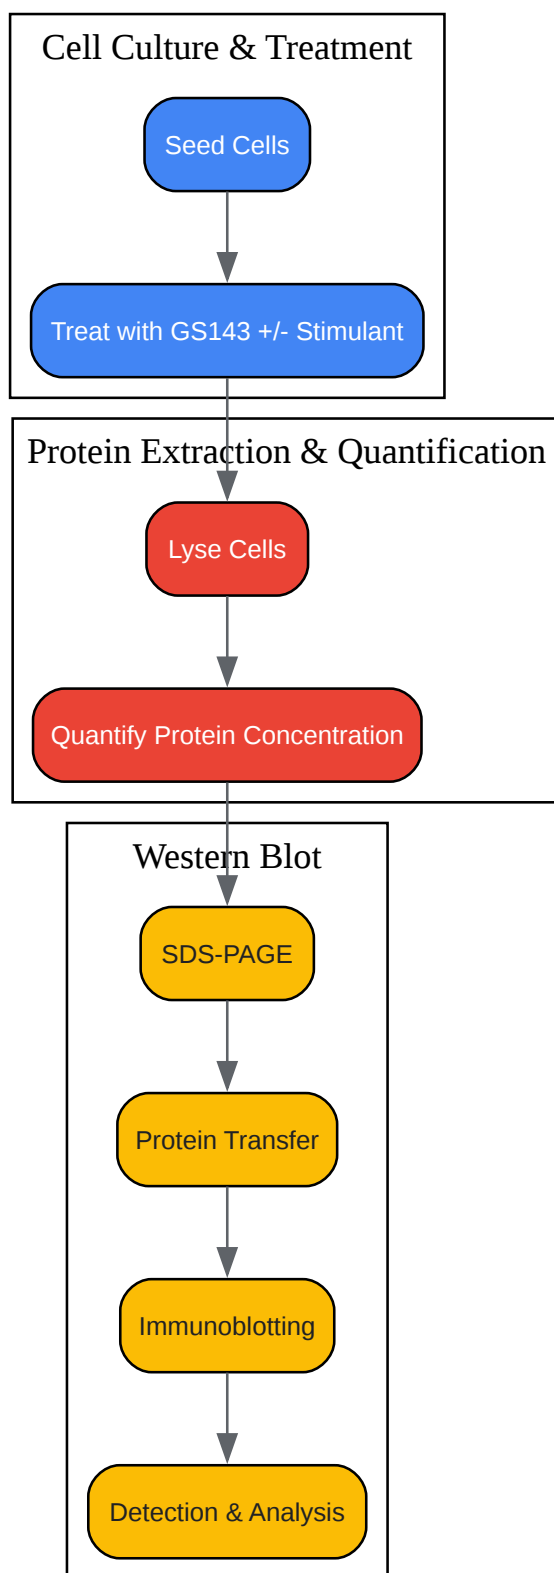 Cell Culture & Treatment
Seed Cells
Treat with GS143 +/- Stimulant
Protein Extraction & Quantification
Lyse Cells
Quantify Protein Concentration
Western Blot
SDS-PAGE
Protein Transfer
Immunoblotting
Detection & Analysis